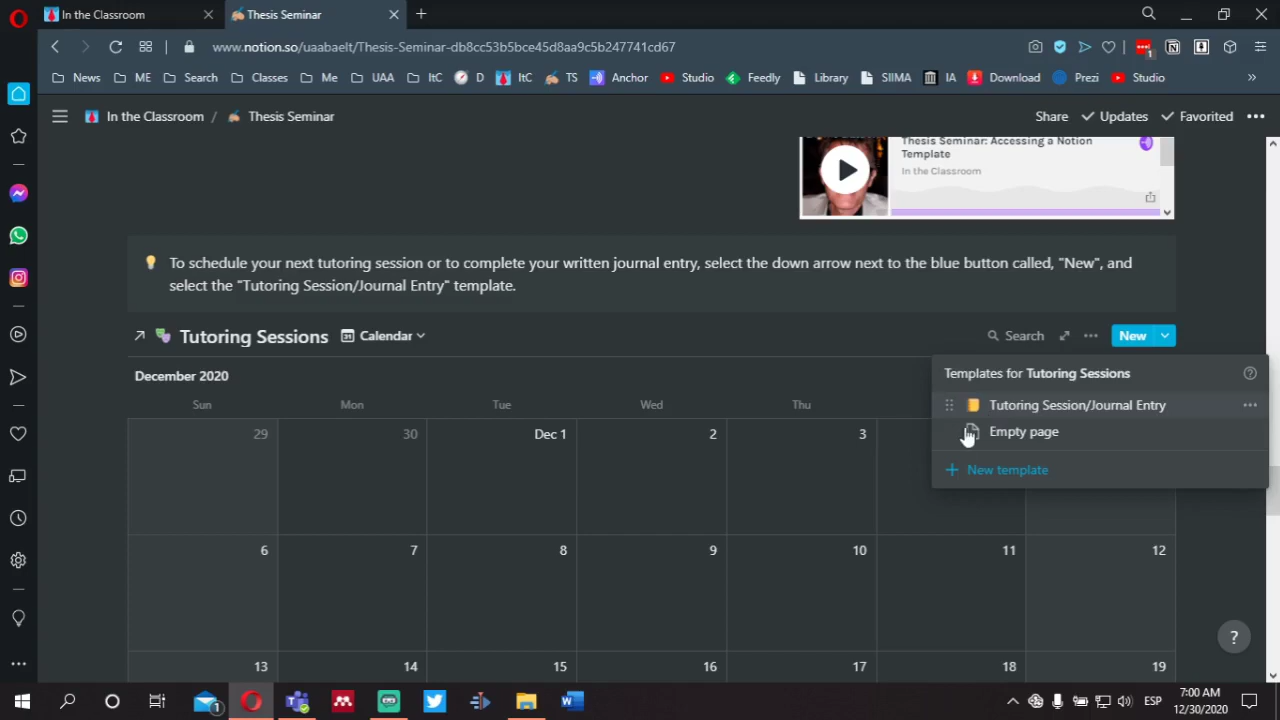 In the Classroom
Thesis Seminar
www.notion.so/uaabaelt/Thesis-Seminar-db8cc53b5bce45d8aa9c5b247741cd67
1
News ME Search Classes Me UAA ItC D ItC TS Anchor Studio Feedly Library SIIMA IA Download Prezi Studio »
In the Classroom / Thesis Seminar
Share Updates Favorited
Thesis Seminar: Accessing a Notion
Template
In the Classroom
To schedule your next tutoring session or to complete your written journal entry, select the down arrow next to the blue button called, "New", and
select the "Tutoring Session/Journal Entry" template.
Tutoring Sessions 31 Calendar
Search New
Templates for Tutoring Sessions
Tutoring Session/Journal Entry
Empty page
New template
December 2020
Sun Mon Tue Wed Thu
29 30 Dec 1 2 3
6 7 8 9 10 11 12
13 14 15 16 17 18 19
?
1
ESP
7:00 AM
12/30/2020